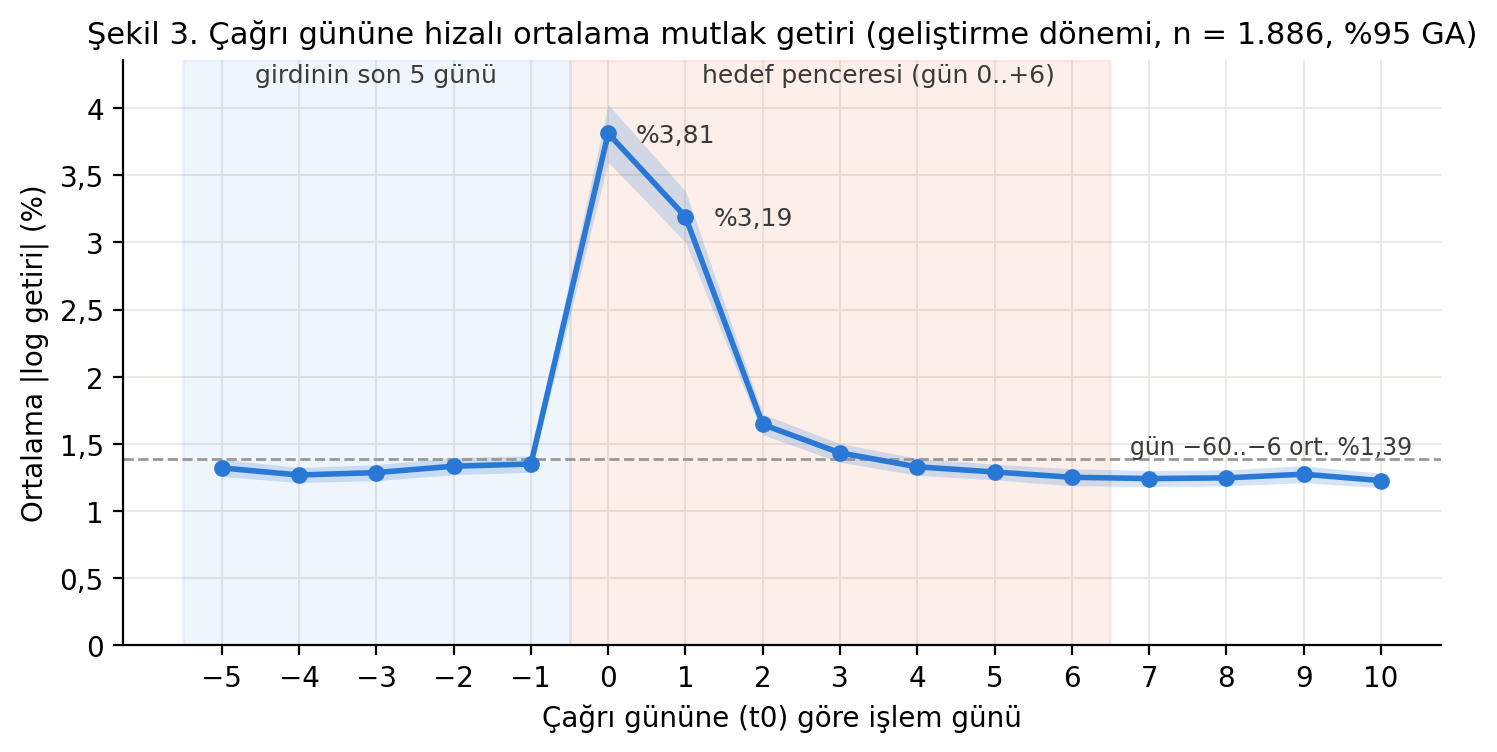 Şekil 3. Çağrı gününe hizalı ortalama mutlak getiri (geliştirme dönemi, n = 1.886, %95 GA)
girdinin son 5 günü
hedef penceresi (gün 0..+6)
%3,81
%3,19
gün −60..−6 ort. %1,39
Ortalama |log getiri| (%)
4
3,5
3
2,5
2
1,5
1
0,5
0
−5 −4 −3 −2 −1 0 1 2 3 4 5 6 7 8 9 10
Çağrı gününe (t0) göre işlem günü